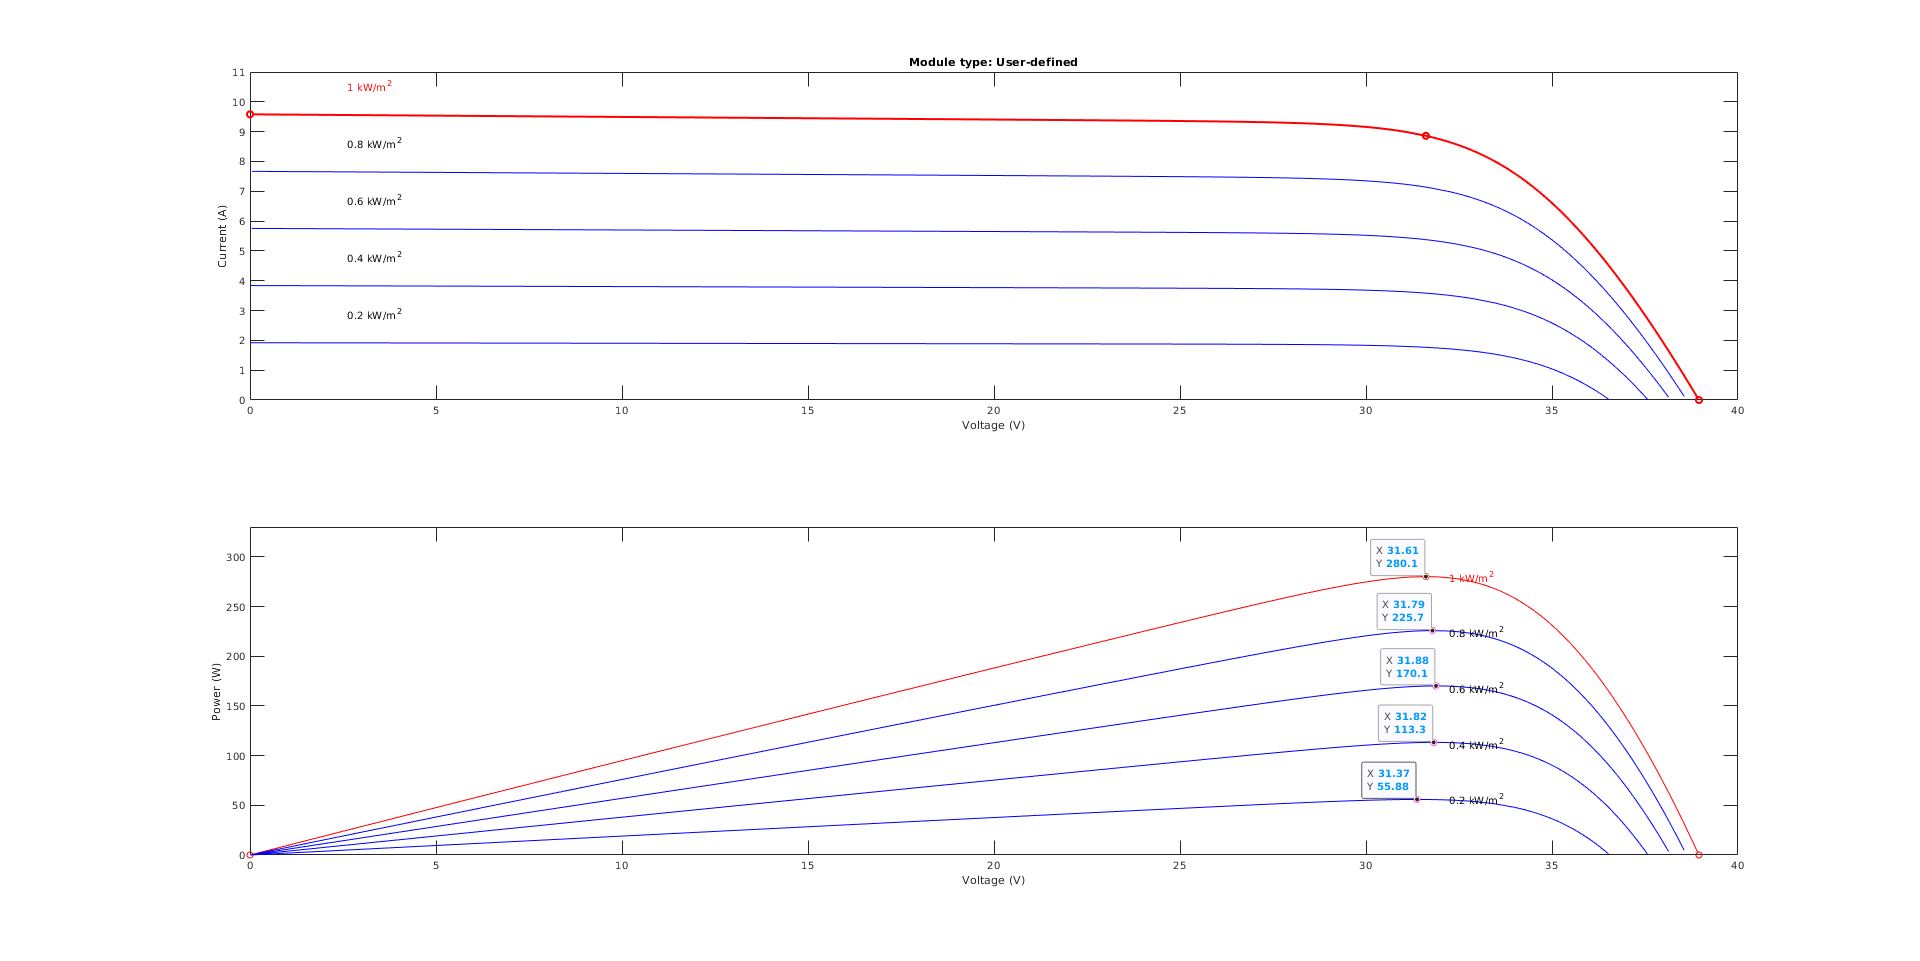 Module type: User-defined
11
10
9
8
7
6
5
4
3
2
1
0
Current (A)
1 kW/m²
0.8 kW/m²
0.6 kW/m²
0.4 kW/m²
0.2 kW/m²
0 5 10 15 20 25 30 35 40
Voltage (V)
300
250
200
150
100
50
0
Power (W)
X 31.61
Y 280.1
1 kW/m²
X 31.79
Y 225.7
0.8 kW/m²
X 31.88
Y 170.1
0.6 kW/m²
X 31.82
Y 113.3
0.4 kW/m²
X 31.37
Y 55.88
0.2 kW/m²
0 5 10 15 20 25 30 35 40
Voltage (V)